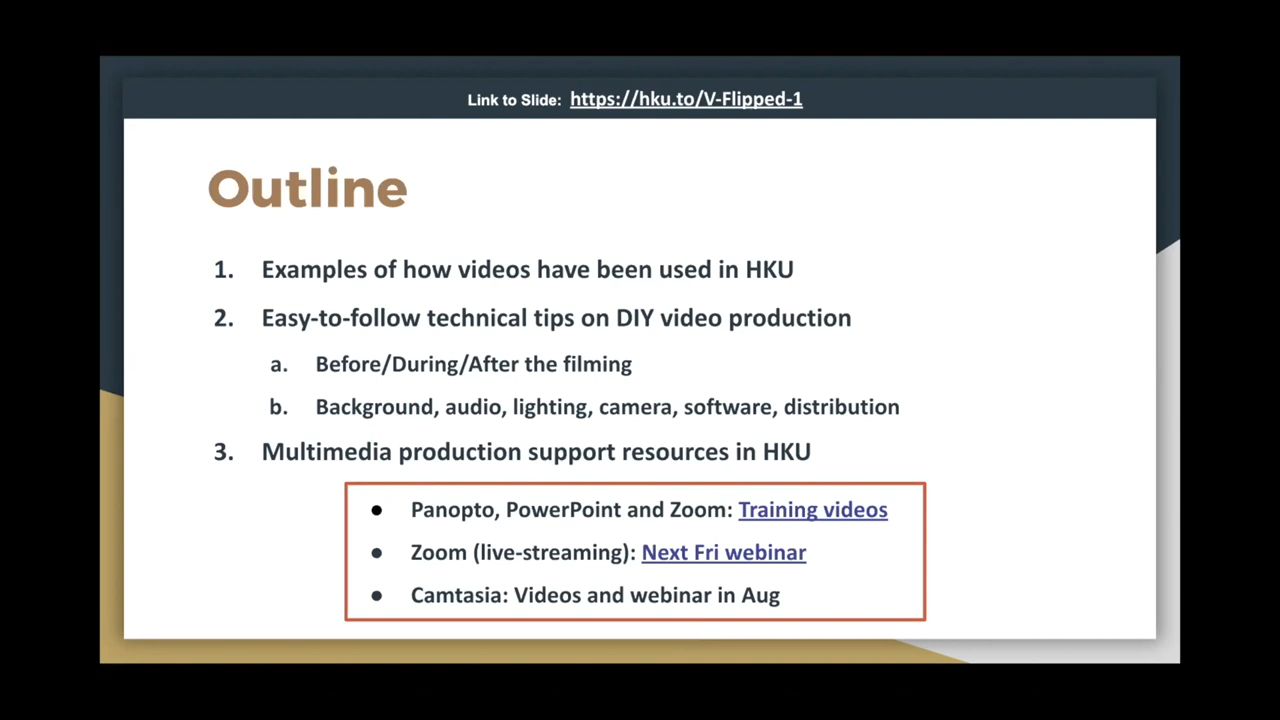 Link to Slide: https://hku.to/V-Flipped-1
Outline
1. Examples of how videos have been used in HKU
2. Easy-to-follow technical tips on DIY video production
a. Before/During/After the filming
b. Background, audio, lighting, camera, software, distribution
3. Multimedia production support resources in HKU
● Panopto, PowerPoint and Zoom: Training videos
● Zoom (live-streaming): Next Fri webinar
● Camtasia: Videos and webinar in Aug